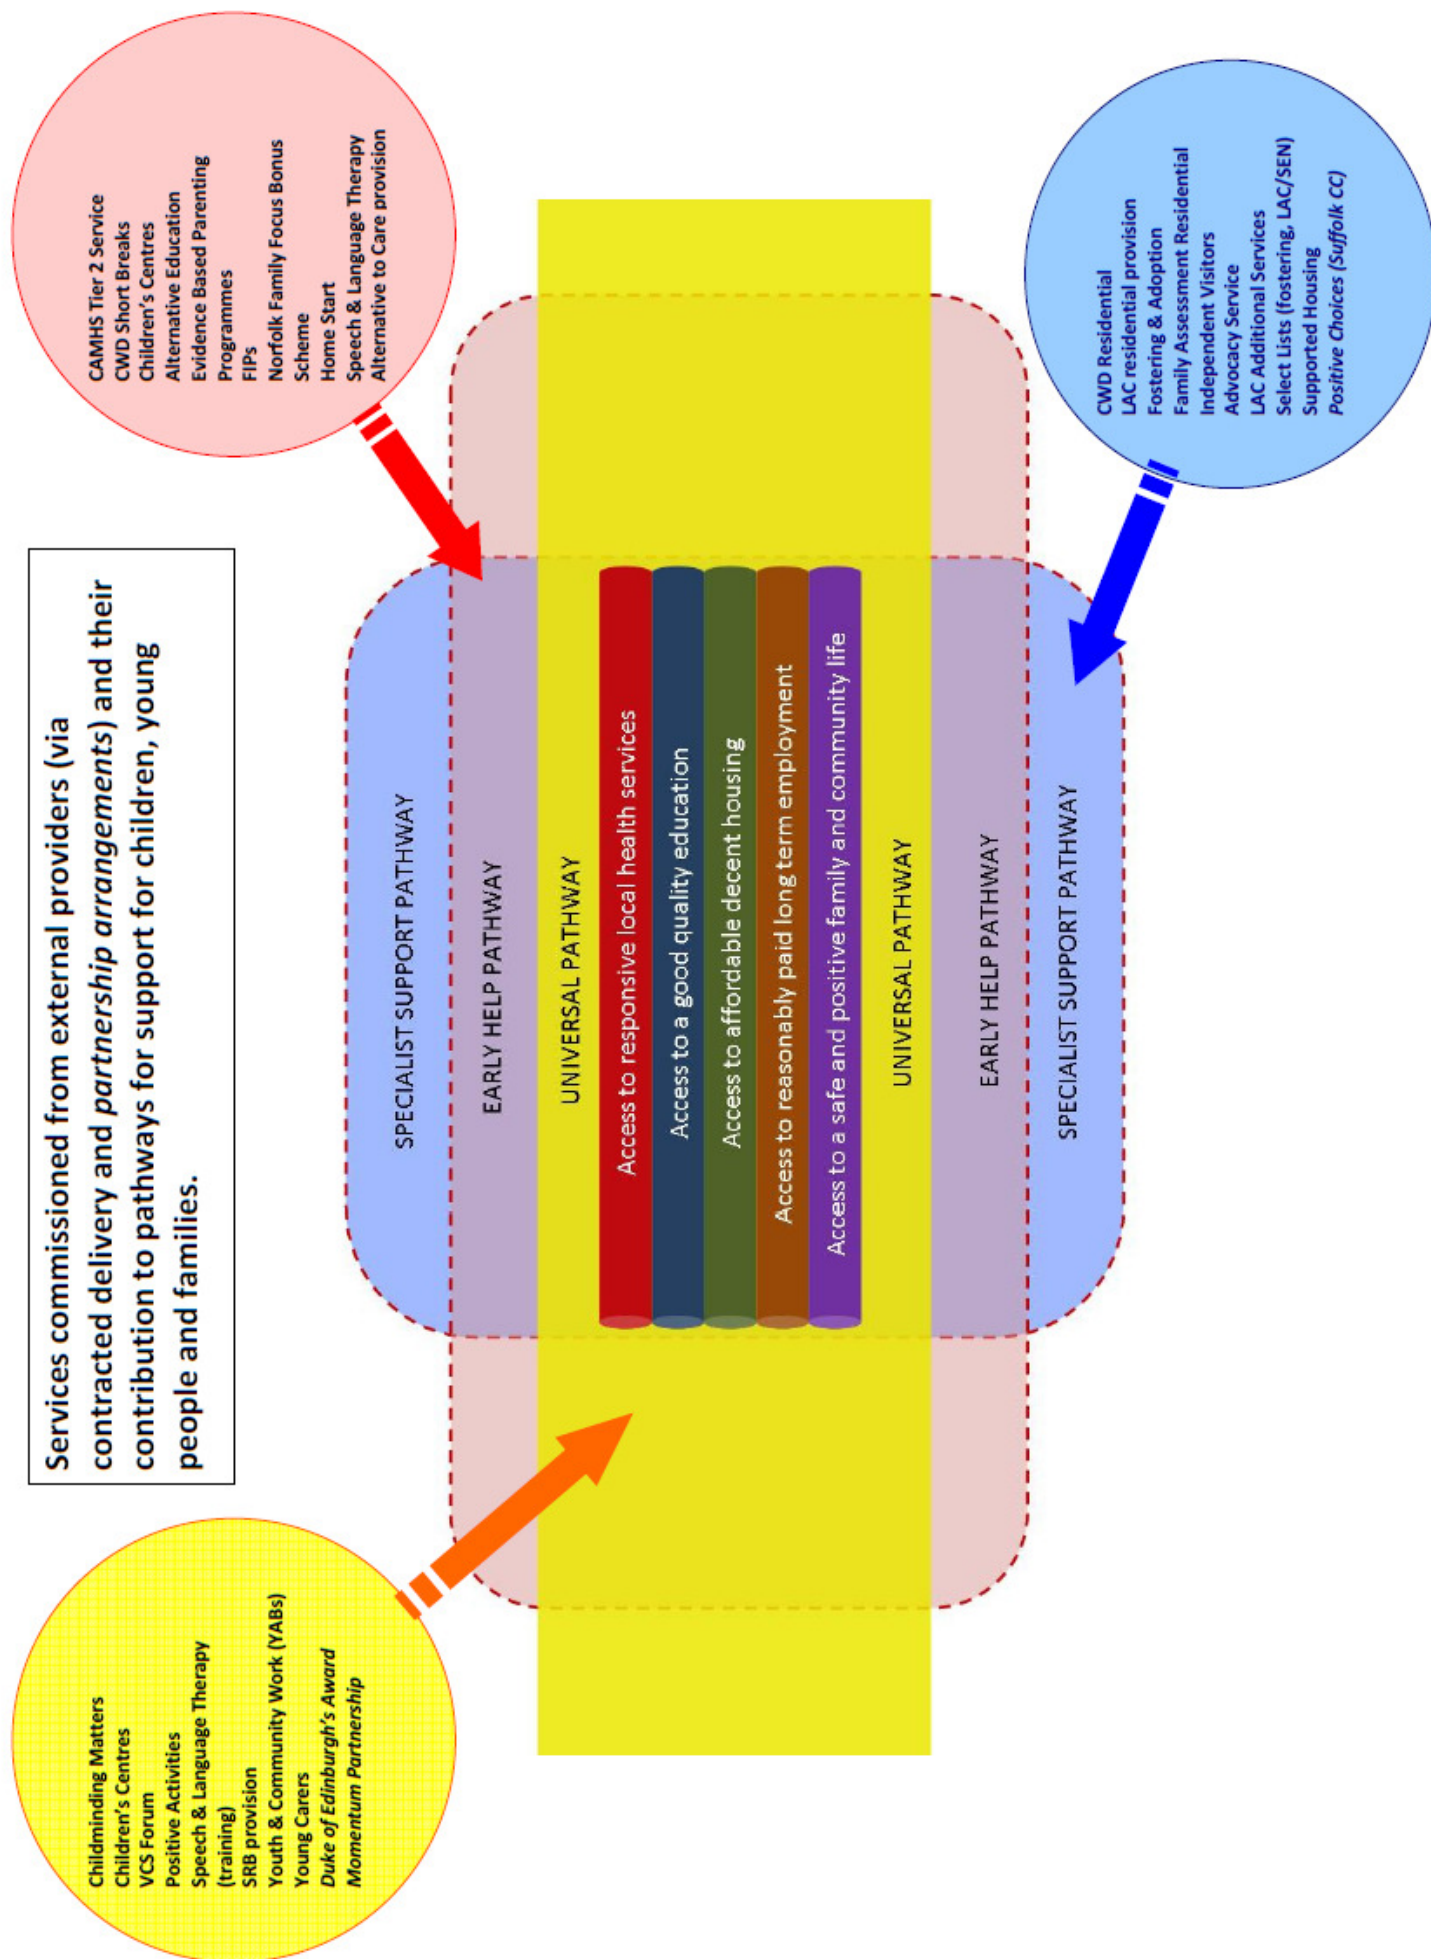 Services commissioned from external providers (via
contracted delivery and partnership arrangements) and their
contribution to pathways for support for children, young
people and families.
Childminding Matters
Children's Centres
VCS Forum
Positive Activities
Speech & Language Therapy
(training)
SRB provision
Youth & Community Work (YABs)
Young Carers
Duke of Edinburgh's Award
Momentum Partnership
CAMHS Tier 2 Service
CWD Short Breaks
Children's Centres
Alternative Education
Evidence Based Parenting
Programmes
FIPs
Norfolk Family Focus Bonus
Scheme
Home Start
Speech & Language Therapy
Alternative to Care provision
SPECIALIST SUPPORT PATHWAY
EARLY HELP PATHWAY
UNIVERSAL PATHWAY
Access to responsive local health services
Access to a good quality education
Access to affordable decent housing
Access to reasonably paid long term employment
Access to a safe and positive family and community life
UNIVERSAL PATHWAY
EARLY HELP PATHWAY
SPECIALIST SUPPORT PATHWAY
CWD Residential
LAC residential provision
Fostering & Adoption
Family Assessment Residential
Independent Visitors
Advocacy Service
LAC Additional Services
Select Lists (fostering, LAC/SEN)
Supported Housing
Positive Choices (Suffolk CC)